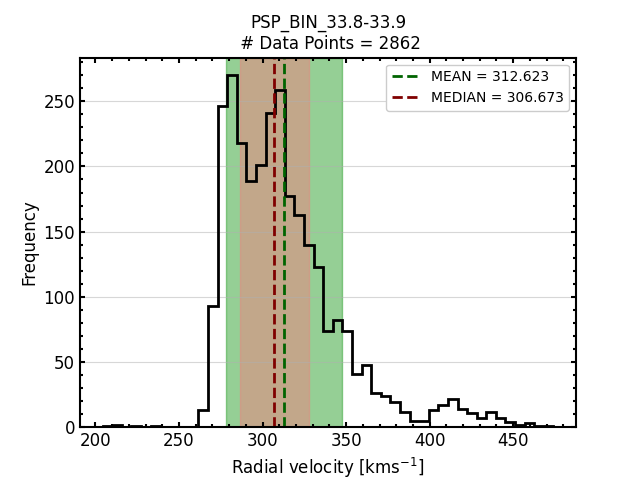 PSP_BIN_33.8-33.9
# Data Points = 2862
MEAN = 312.623
MEDIAN = 306.673
Frequency
250
200
150
100
50
0
200 250 300 350 400 450
Radial velocity [kms⁻¹]